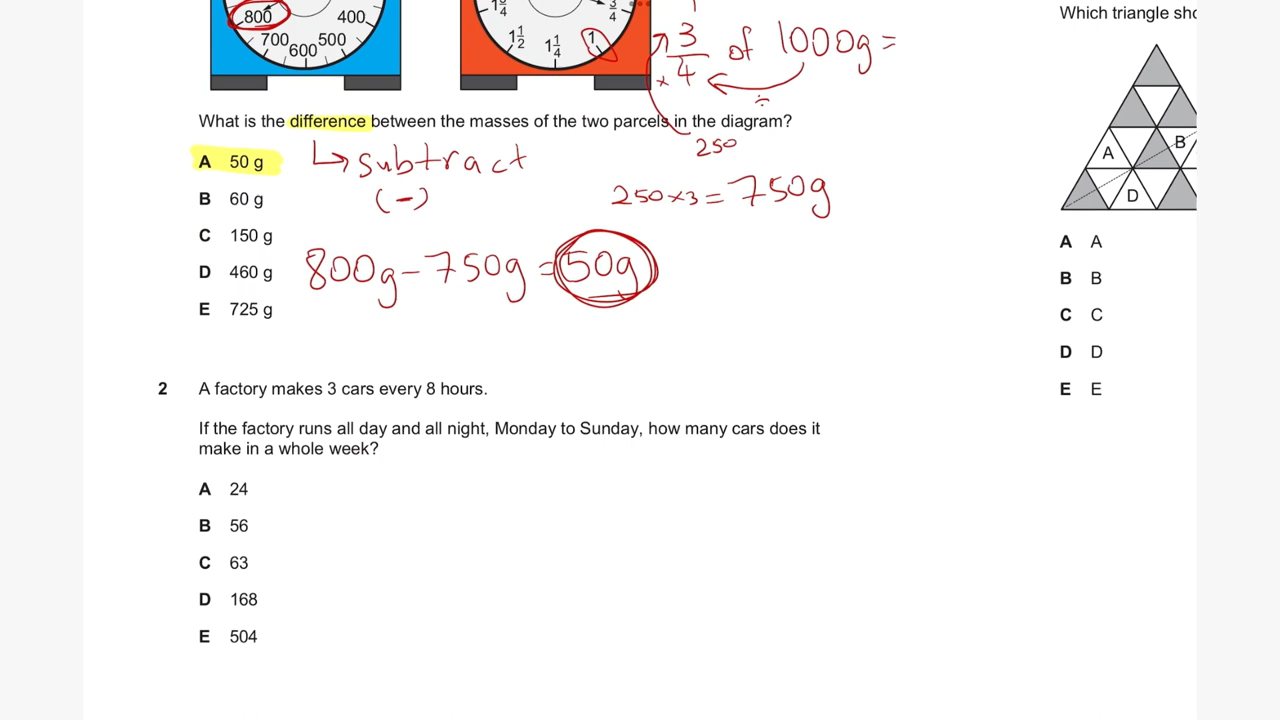 800
400
700
500
600
1 1/2
1 1/4
1
3/4
3/4 of 1000g =
÷
×
What is the difference between the masses of the two parcels in the diagram?
250
A 50 g
↳ subtract
B 60 g
(-)
250×3 = 750g
C 150 g
D 460 g
800g - 750g = 50g
E 725 g
2 A factory makes 3 cars every 8 hours.
If the factory runs all day and all night, Monday to Sunday, how many cars does it
make in a whole week?
A 24
B 56
C 63
D 168
E 504
Which triangle
B
A
D
A A
B B
C C
D D
E E